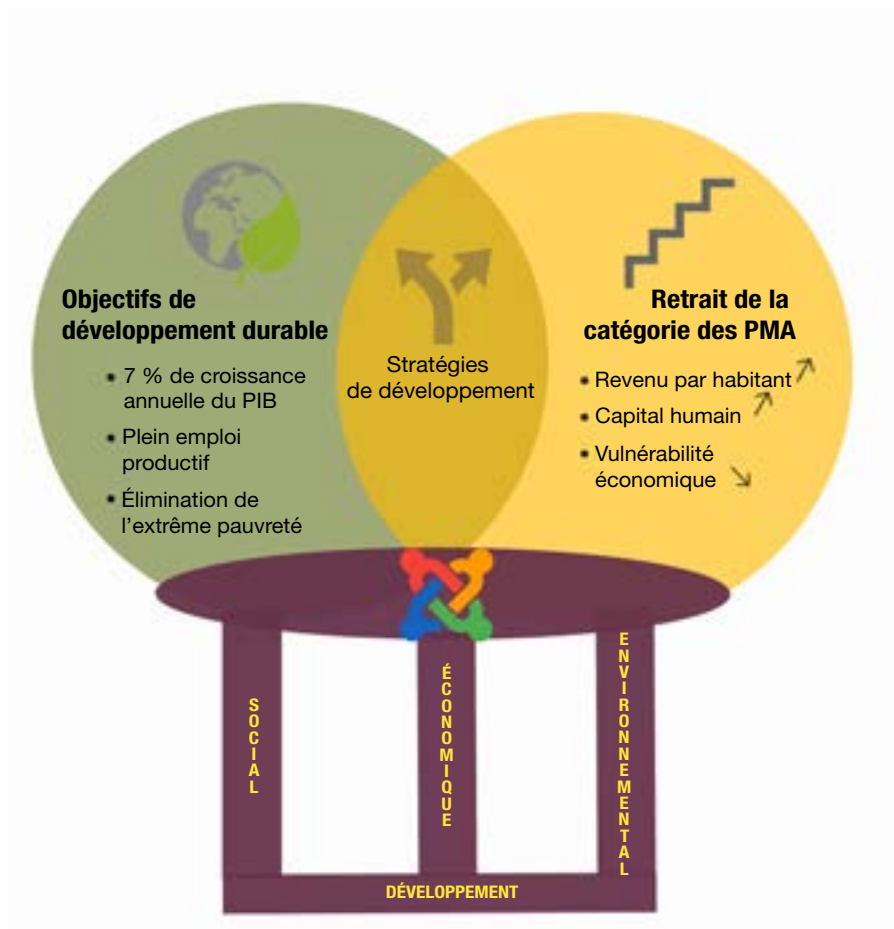 Objectifs de
développement durable
• 7 % de croissance
annuelle du PIB
• Plein emploi
productif
• Élimination de
l'extrême pauvreté
Stratégies
de développement
Retrait de la
catégorie des PMA
• Revenu par habitant
• Capital humain
• Vulnérabilité
économique
SOCIAL
ÉCONOMIQUE
ENVIRONNEMENTAL
DÉVELOPPEMENT